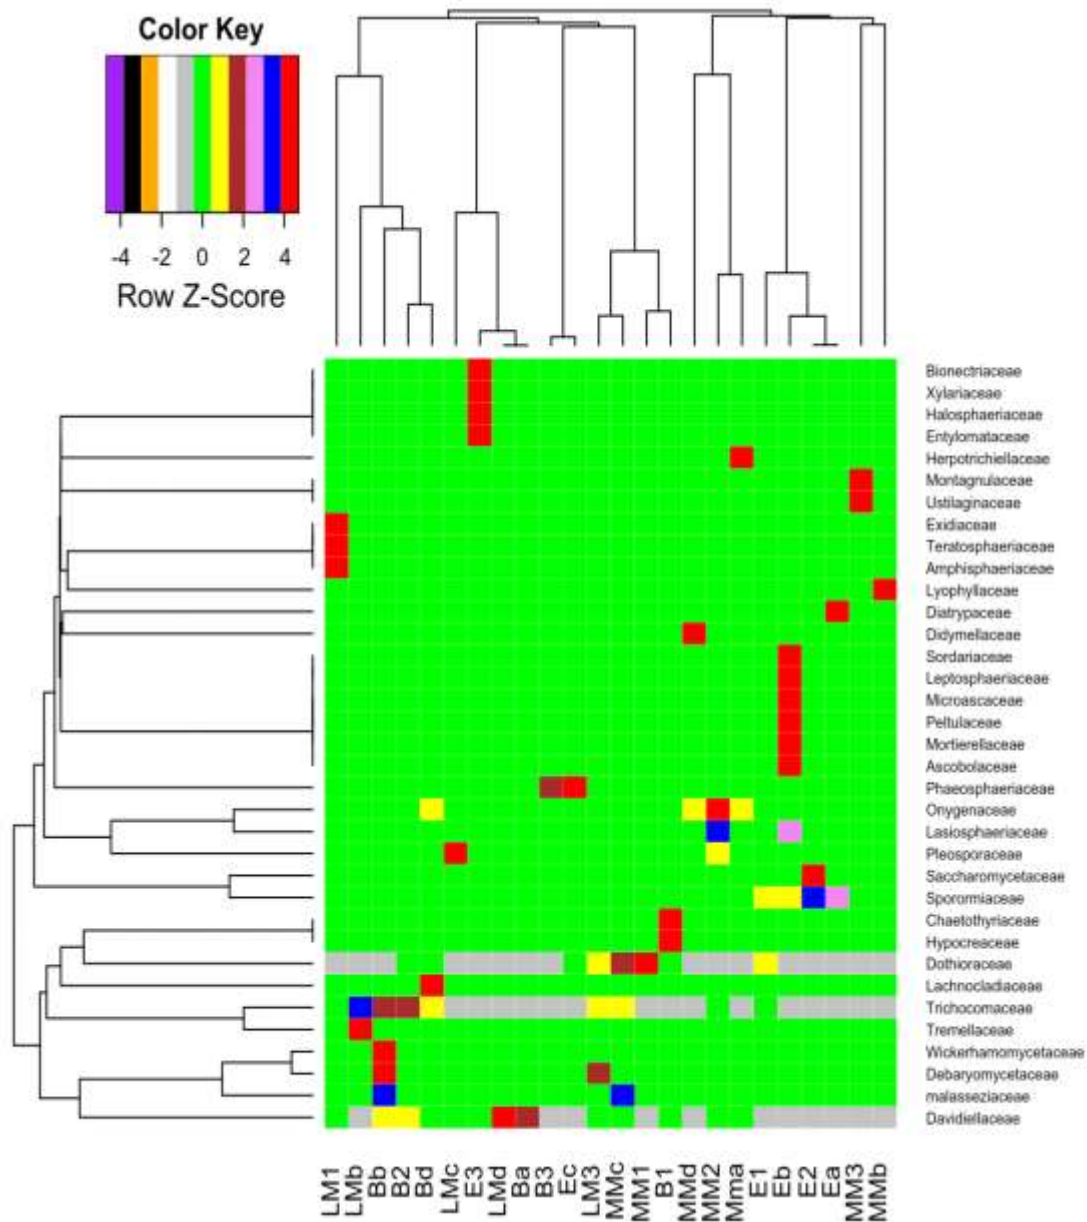 Color Key
-4 -2 0 2 4
Row Z-Score
Bionectriaceae
Xylariaceae
Halosphaeriaceae
Entylomataceae
Herpotrichiellaceae
Montagnulaceae
Ustilaginaceae
Exidiaceae
Teratosphaeriaceae
Amphisphaeriaceae
Lyophyllaceae
Diatrypaceae
Didymellaceae
Sordariaceae
Leptosphaeriaceae
Microascaceae
Peltulaceae
Mortierellaceae
Ascobolaceae
Phaeosphaeriaceae
Onygenaceae
Lasiosphaeriaceae
Pleosporaceae
Saccharomycetaceae
Sporormiaceae
Chaetothyriaceae
Hypocreaceae
Dothioraceae
Lachnocladiaceae
Trichocomaceae
Tremellaceae
Wickerhamomycetaceae
Debaryomycetaceae
malasseziaceae
Davidiellaceae
LM1
LMb
Bb
B2
Bd
LMc
E3
LMd
Ba
B3
Ec
LM3
MMc
MM1
B1
MMd
MM2
Mma
E1
Eb
E2
Ea
MM3
MMb